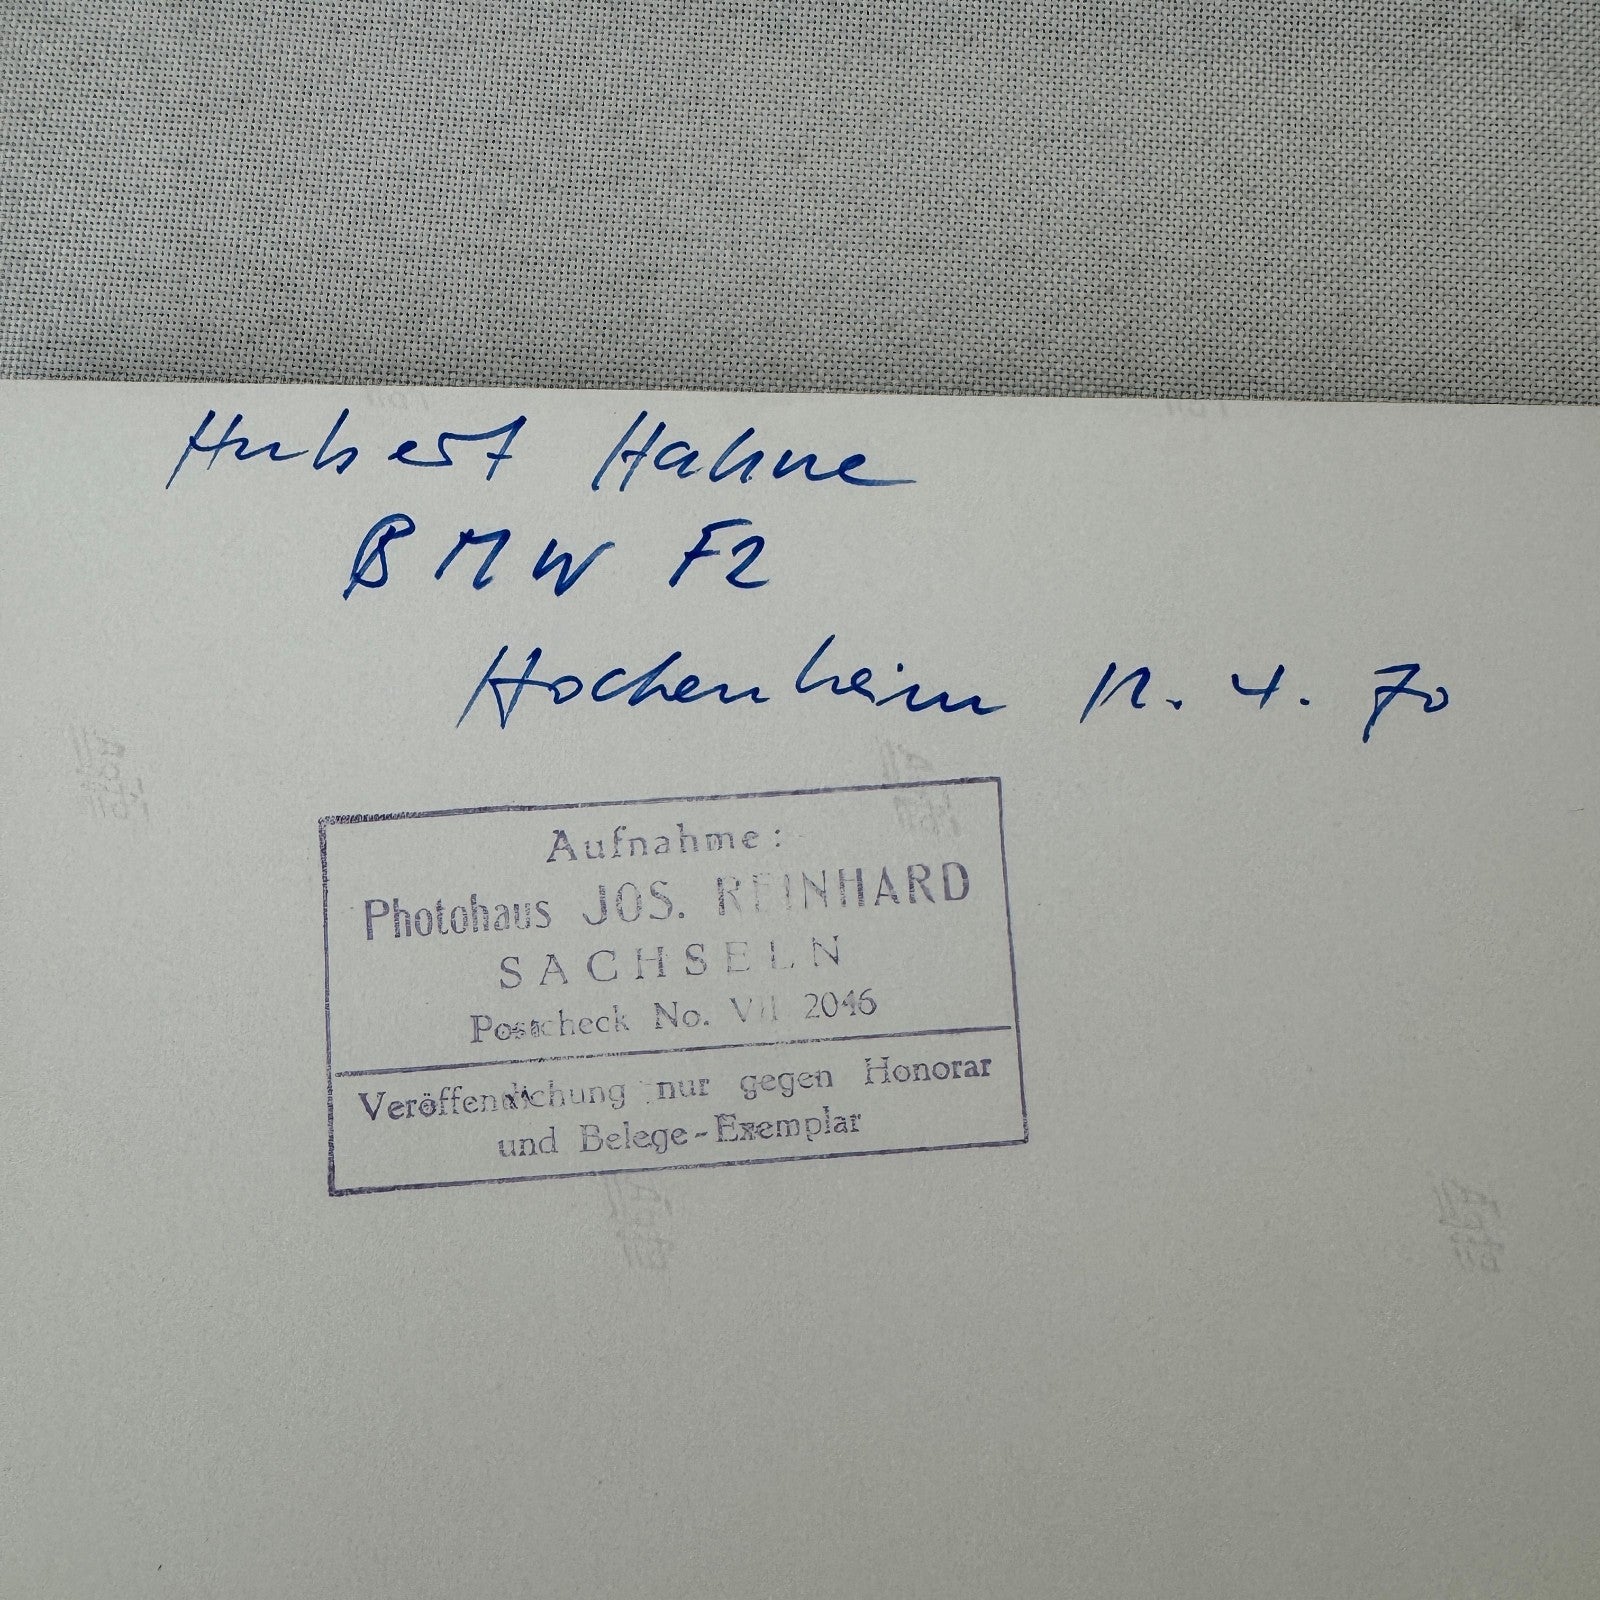 Hubert Hahne
BMW F2
Hockenheim 12. 4. 70
Aufnahme:
Photohaus JOS. REINHARD
SACHSELN
Postcheck No. VII 2046
Veröffentlichung nur gegen Honorar
und Belege-Exemplar